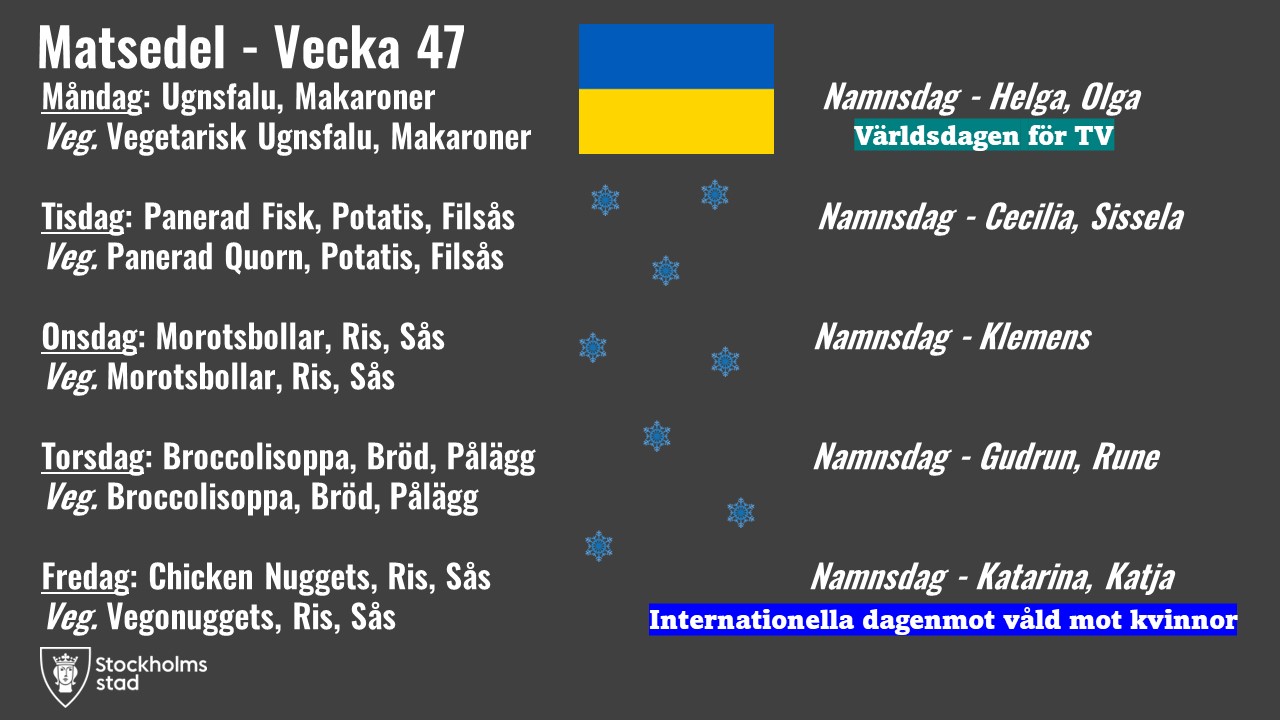 Matsedel - Vecka 47
Måndag: Ugnsfalu, Makaroner
Veg. Vegetarisk Ugnsfalu, Makaroner
Namnsdag - Helga, Olga
Världsdagen för TV
Tisdag: Panerad Fisk, Potatis, Filsås
Veg. Panerad Quorn, Potatis, Filsås
Namnsdag - Cecilia, Sissela
Onsdag: Morotsbollar, Ris, Sås
Veg. Morotsbollar, Ris, Sås
Namnsdag - Klemens
Torsdag: Broccolisoppa, Bröd, Pålägg
Veg. Broccolisoppa, Bröd, Pålägg
Namnsdag - Gudrun, Rune
Fredag: Chicken Nuggets, Ris, Sås
Veg. Vegonuggets, Ris, Sås
Namnsdag - Katarina, Katja
Internationella dagenmot våld mot kvinnor
Stockholms
stad